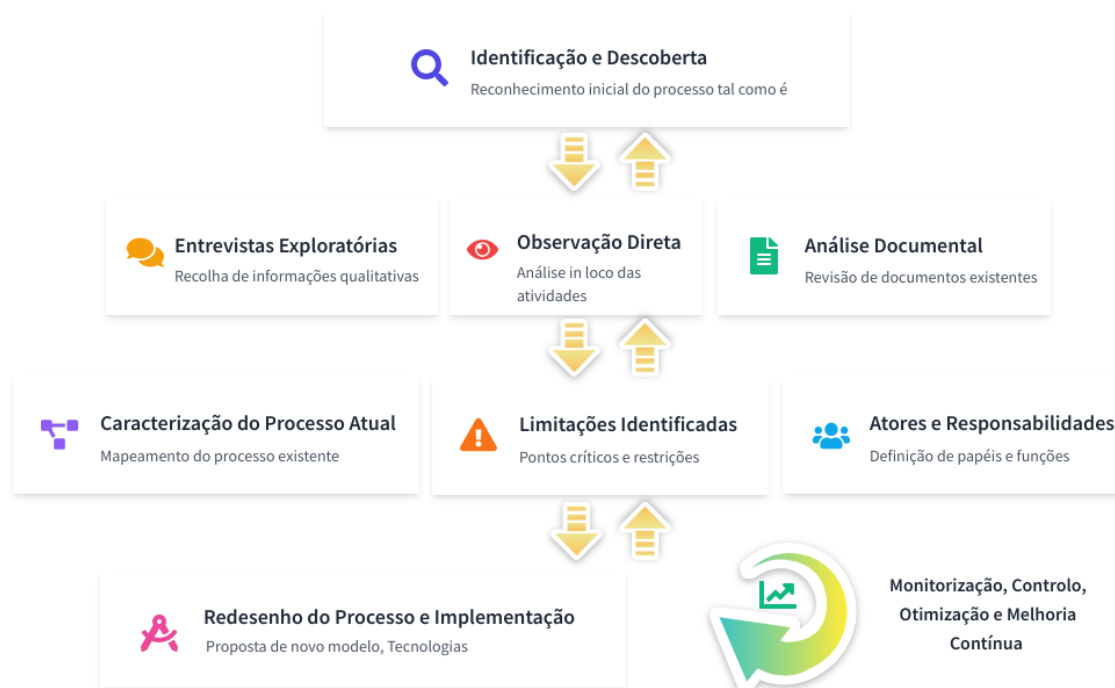 Identificação e Descoberta
Reconhecimento inicial do processo tal como é
Entrevistas Exploratórias
Recolha de informações qualitativas
Observação Direta
Análise in loco das
atividades
Análise Documental
Revisão de documentos existentes
Caracterização do Processo Atual
Mapeamento do processo existente
Limitações Identificadas
Pontos críticos e restrições
Atores e Responsabilidades
Definição de papéis e funções
Redesenho do Processo e Implementação
Proposta de novo modelo, Tecnologias
Monitorização, Controlo,
Otimização e Melhoria
Contínua